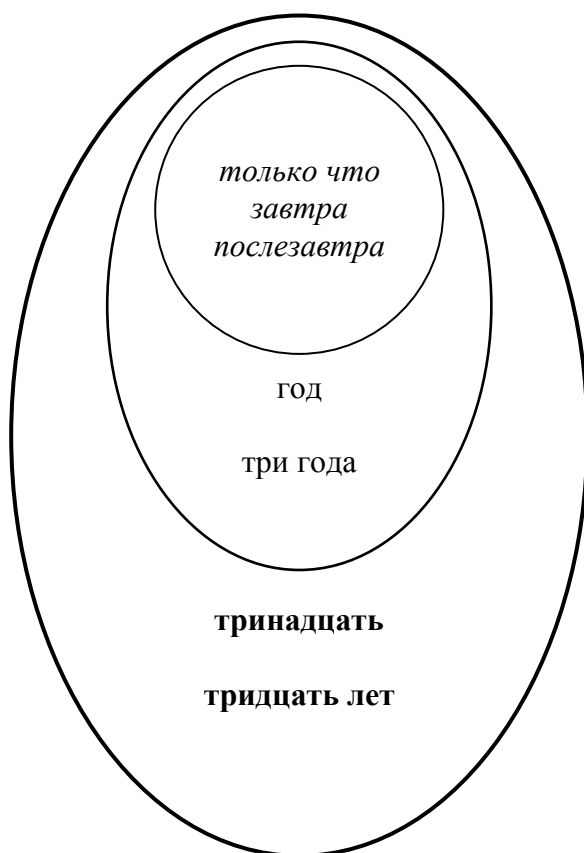 только что
завтра
послезавтра
год
три года
тринадцать
тридцать лет